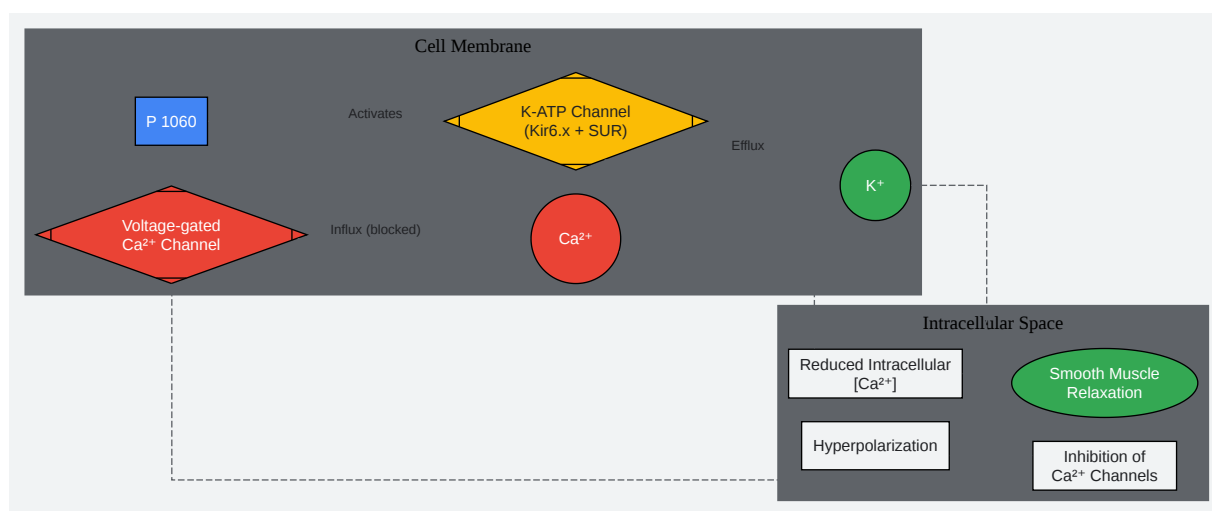 Cell Membrane
P 1060
Activates
K-ATP Channel
(Kir6.x + SUR)
Efflux
K⁺
Voltage-gated
Ca²⁺ Channel
Influx (blocked)
Ca²⁺
Intracellular Space
Reduced Intracellular
[Ca²⁺]
Smooth Muscle
Relaxation
Hyperpolarization
Inhibition of
Ca²⁺ Channels